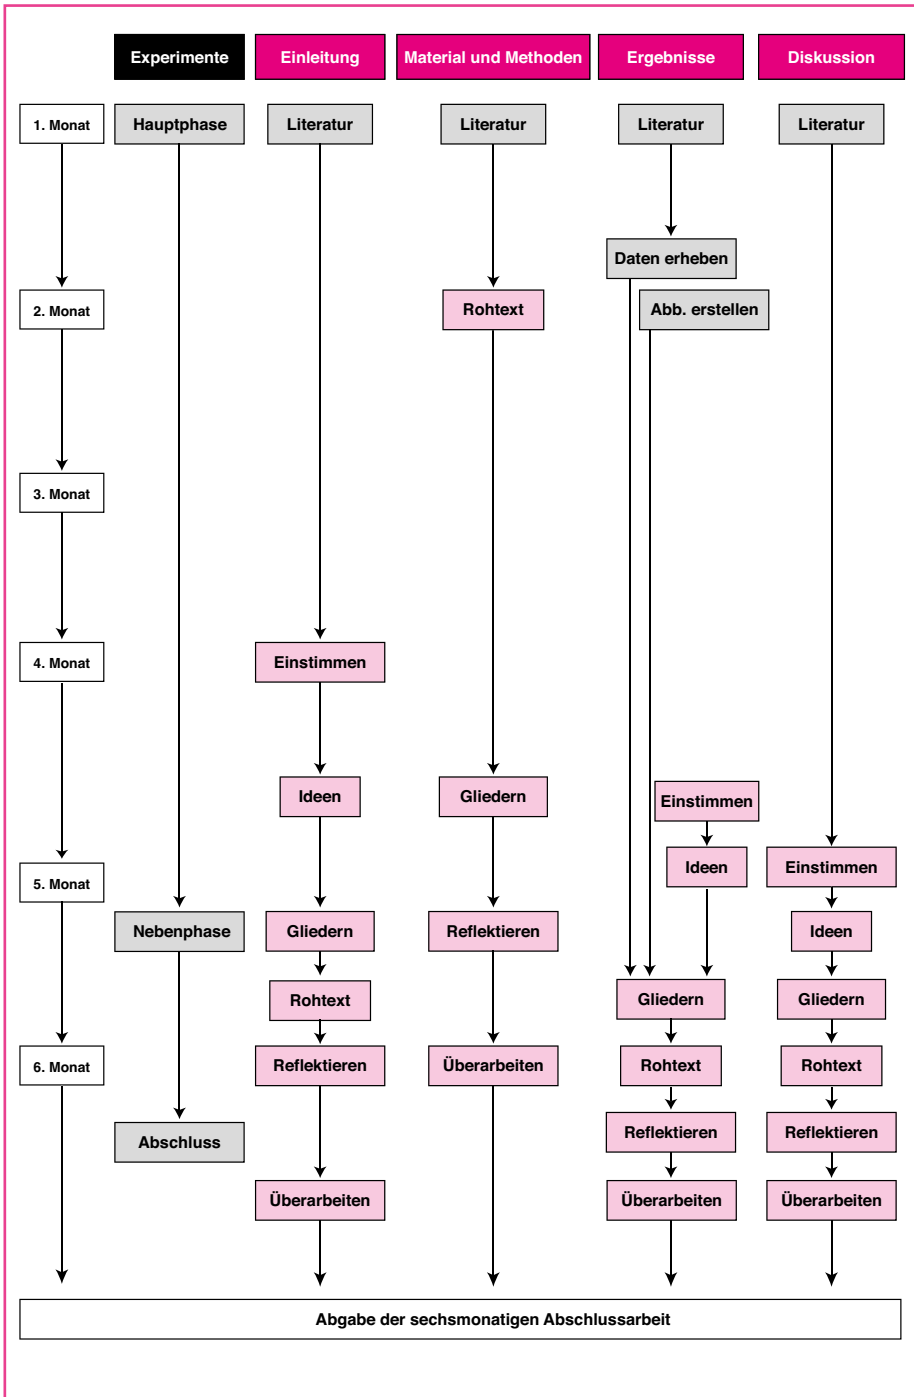 Experimente Einleitung Material und Methoden Ergebnisse Diskussion
1. Monat Hauptphase Literatur Literatur Literatur Literatur
Daten erheben
2. Monat Rohtext Abb. erstellen
3. Monat
4. Monat Einstimmen
Ideen Gliedern Einstimmen
5. Monat Ideen Einstimmen
Nebenphase Gliedern Reflektieren Ideen
Rohtext Gliedern Gliedern
6. Monat Reflektieren Überarbeiten Rohtext Rohtext
Abschluss Reflektieren Reflektieren
Überarbeiten Überarbeiten Überarbeiten
Abgabe der sechsmonatigen Abschlussarbeit